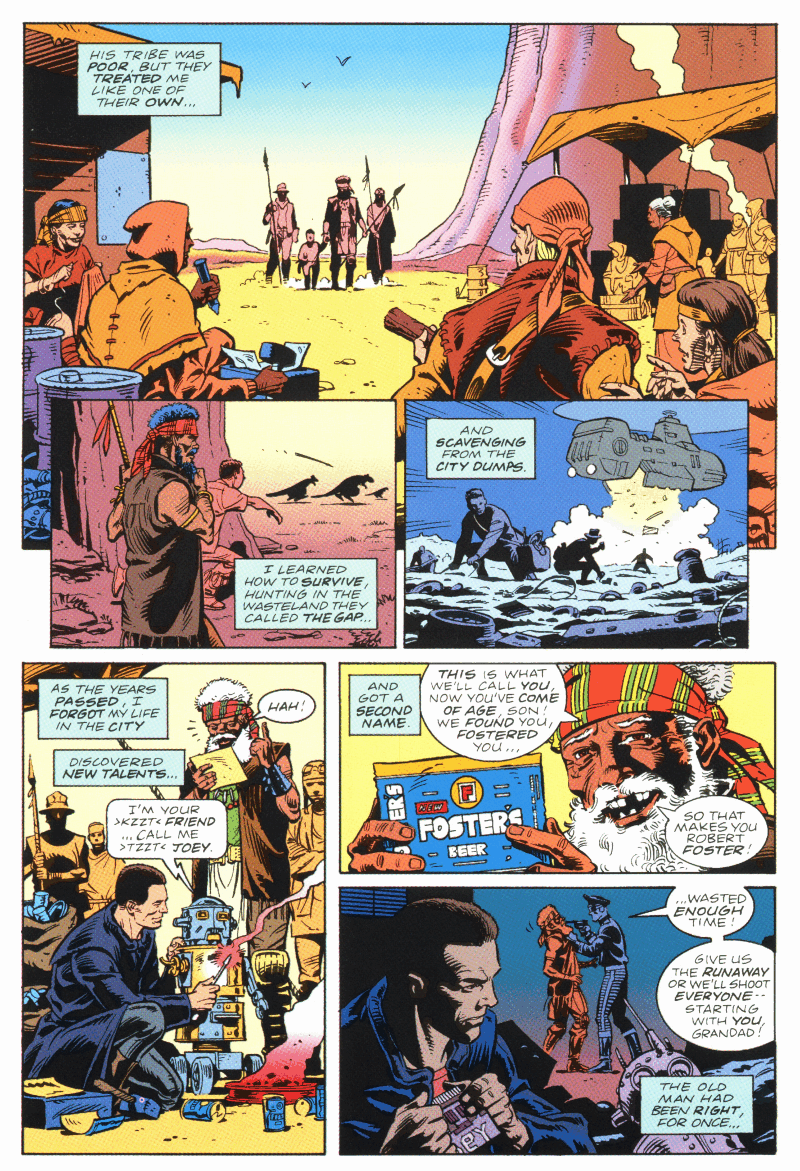 HIS TRIBE WAS
POOR, BUT THEY
TREATED ME
LIKE ONE OF
THEIR OWN...
I LEARNED
HOW TO SURVIVE,
HUNTING IN THE
WASTELAND THEY
CALLED THE GAP...
AND
SCAVENGING
FROM THE
CITY DUMPS.
AS THE YEARS
PASSED, I
FORGOT MY LIFE
IN THE CITY
HAH!
DISCOVERED
NEW TALENTS...
I'M YOUR
>KZZT< FRIEND
...CALL ME
>TZZT< JOEY.
AND
GOT A
SECOND
NAME.
THIS IS WHAT
WE'LL CALL YOU,
NOW YOU'VE COME
OF AGE, SON!
WE FOUND YOU,
FOSTERED
YOU...
ERS
F
NEW
FOSTER'S
BEER
SO THAT
MAKES YOU
ROBERT
FOSTER!
...WASTED
ENOUGH
TIME!
GIVE US
THE RUNAWAY
OR WE'LL SHOOT
EVERYONE--
STARTING
WITH YOU,
GRANDAD!
OEY
THE OLD
MAN HAD
BEEN RIGHT,
FOR ONCE...